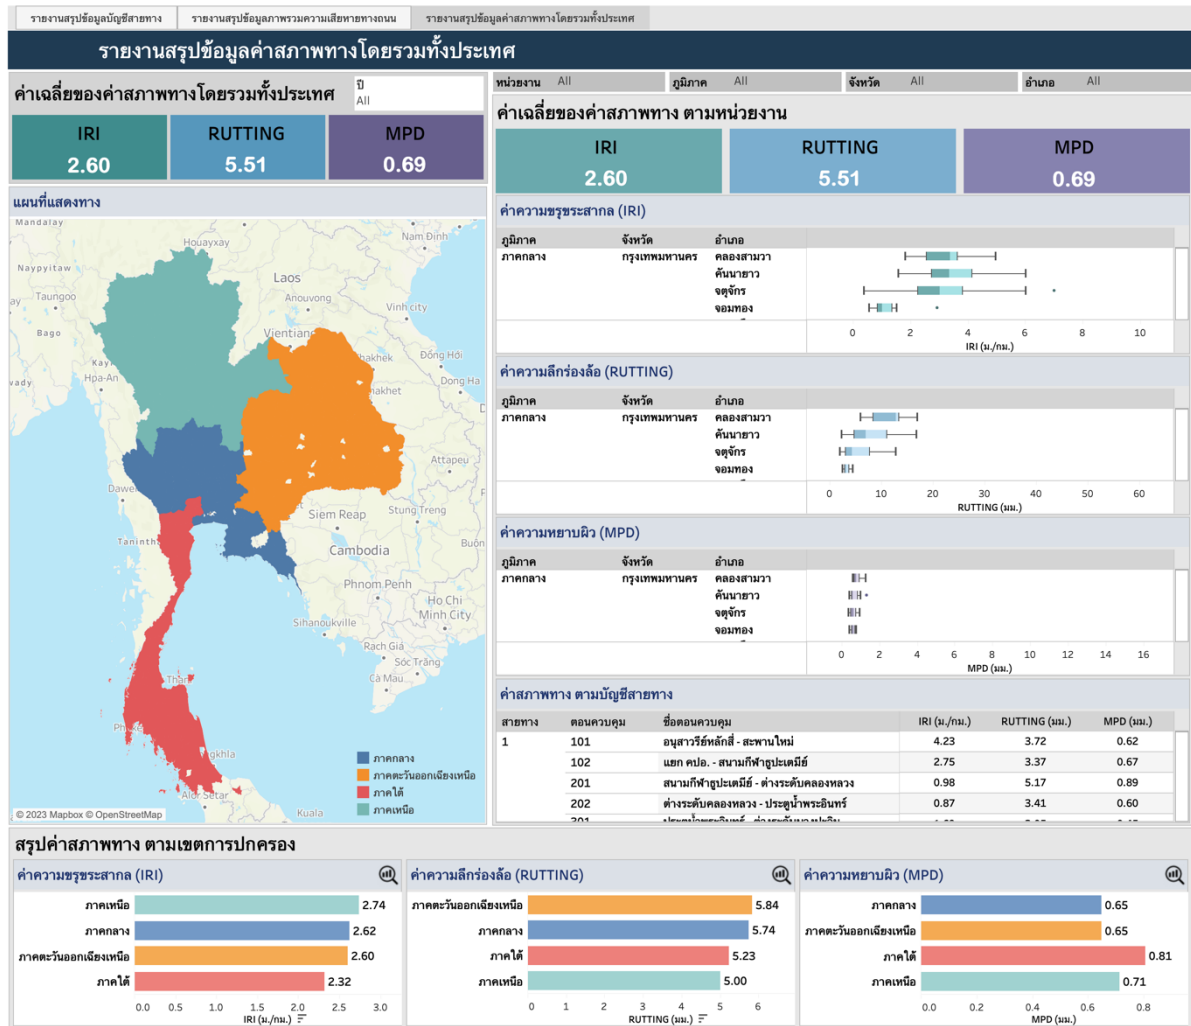 รายงานสรุปข้อมูลบัญชีสายทาง
รายงานสรุปข้อมูลภาพรวมความเสียหายทางถนน
รายงานสรุปข้อมูลค่าสภาพทางโดยรวมทั้งประเทศ
รายงานสรุปข้อมูลค่าสภาพทางโดยรวมทั้งประเทศ
ค่าเฉลี่ยของค่าสภาพทางโดยรวมทั้งประเทศ
ปี
All
IRI
2.60
RUTTING
5.51
MPD
0.69
แผนที่แสดงทาง
Mandalay
Houayxay
Nam Định
Naypyitaw
Laos
Taungoo
Anouvong
Vinh city
Bago
Vientian
hakhek
Đồng Hới
Hpa-An
Đong Ha
Dawei
Attapeu
Siem Reap
Stung Treng
Cambodia
Phnom Penh
Ho Chi
Minh City
Sihanoukville
Rach Giá
Sóc Trăng
Cà Mau
Alor Setar
Kuala
ภาคกลาง
ภาคตะวันออกเฉียงเหนือ
ภาคใต้
ภาคเหนือ
© 2023 Mapbox © OpenStreetMap
หน่วยงาน All ภูมิภาค All จังหวัด All อำเภอ All
ค่าเฉลี่ยของค่าสภาพทาง ตามหน่วยงาน
IRI
2.60
RUTTING
5.51
MPD
0.69
ค่าความขรุขระสากล (IRI)
ภูมิภาค จังหวัด อำเภอ
ภาคกลาง กรุงเทพมหานคร คลองสามวา
คันนายาว
จตุจักร
จอมทอง
0 2 4 6 8 10
IRI (ม./กม.)
ค่าความลึกร่องล้อ (RUTTING)
ภูมิภาค จังหวัด อำเภอ
ภาคกลาง กรุงเทพมหานคร คลองสามวา
คันนายาว
จตุจักร
จอมทอง
0 10 20 30 40 50 60
RUTTING (มม.)
ค่าความหยาบผิว (MPD)
ภูมิภาค จังหวัด อำเภอ
ภาคกลาง กรุงเทพมหานคร คลองสามวา
คันนายาว
จตุจักร
จอมทอง
0 2 4 6 8 10 12 14 16
MPD (มม.)
ค่าสภาพทาง ตามบัญชีสายทาง
สายทาง ตอนควบคุม ชื่อตอนควบคุม IRI (ม./กม.) RUTTING (มม.) MPD (มม.)
1 101 อนุสาวรีย์หลักสี่ - สะพานใหม่ 4.23 3.72 0.62
102 แยก คปอ. - สนามกีฬาธูปะเตมีย์ 2.75 3.37 0.67
201 สนามกีฬาธูปะเตมีย์ - ต่างระดับคลองหลวง 0.98 5.17 0.89
202 ต่างระดับคลองหลวง - ประตูน้ำพระอินทร์ 0.87 3.41 0.60
สรุปค่าสภาพทาง ตามเขตการปกครอง
ค่าความขรุขระสากล (IRI)
ภาคเหนือ 2.74
ภาคกลาง 2.62
ภาคตะวันออกเฉียงเหนือ 2.60
ภาคใต้ 2.32
0.0 0.5 1.0 1.5 2.0 2.5 3.0
IRI (ม./กม.)
ค่าความลึกร่องล้อ (RUTTING)
ภาคตะวันออกเฉียงเหนือ 5.84
ภาคกลาง 5.74
ภาคใต้ 5.23
ภาคเหนือ 5.00
0 1 2 3 4 5 6
RUTTING (มม.)
ค่าความหยาบผิว (MPD)
ภาคกลาง 0.65
ภาคตะวันออกเฉียงเหนือ 0.65
ภาคใต้ 0.81
ภาคเหนือ 0.71
0.0 0.2 0.4 0.6 0.8
MPD (มม.)